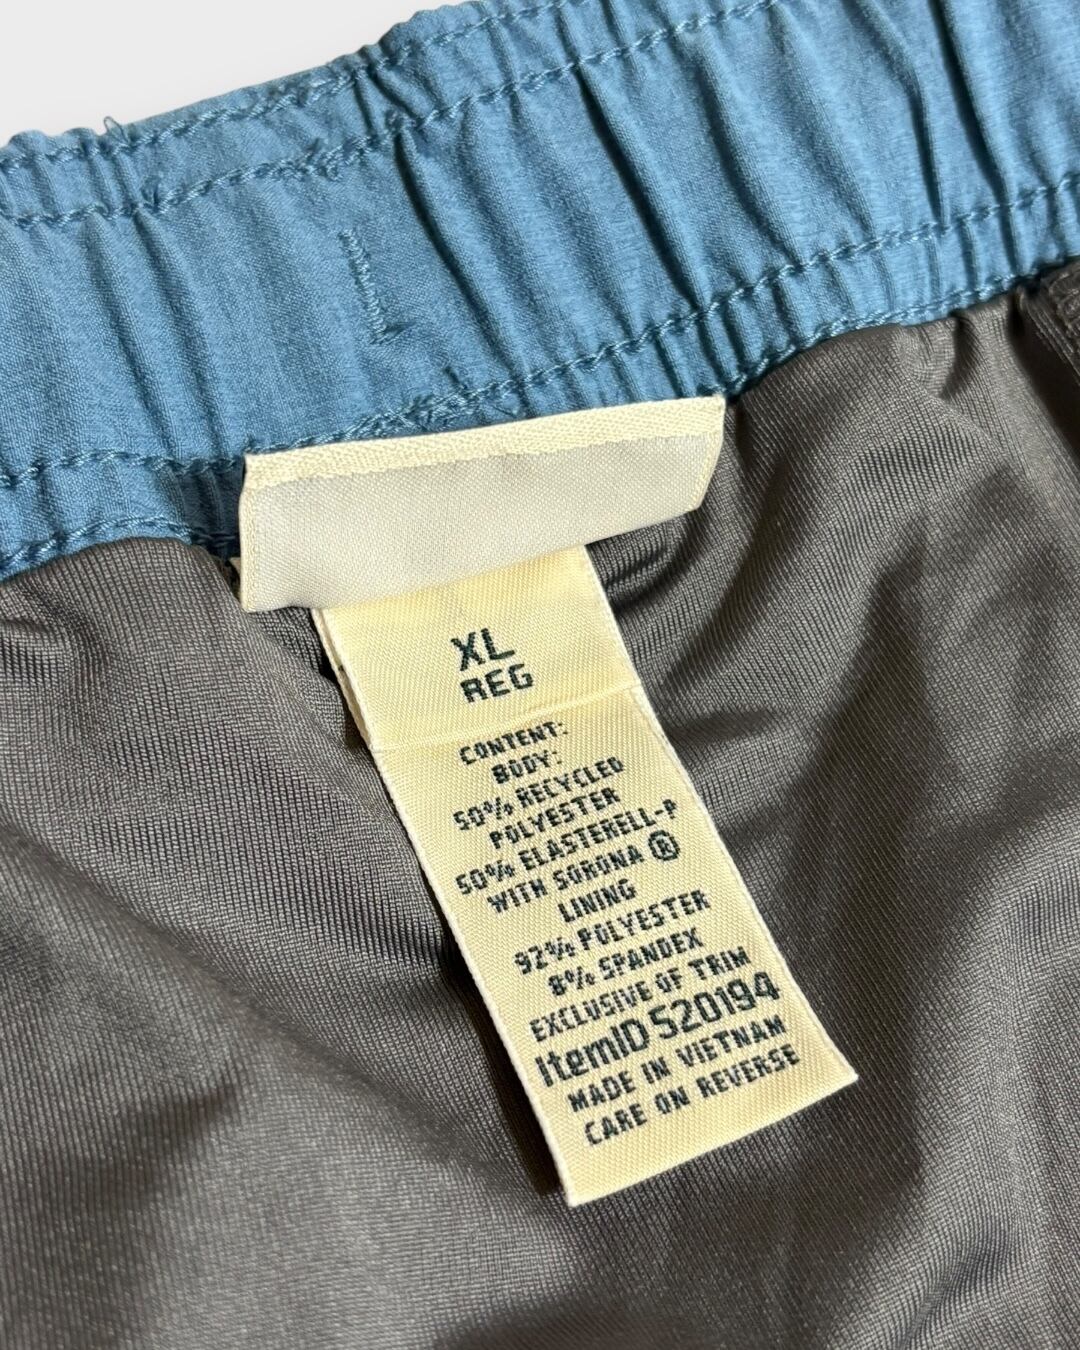 XL
REG
CONTENT:
BODY:
50% RECYCLED
POLYESTER
50% ELASTERELL-P
WITH SORONA ®
LINING
92% POLYESTER
8% SPANDEX
EXCLUSIVE OF TRIM
ItemID 520194
MADE IN VIETNAM
CARE ON REVERSE